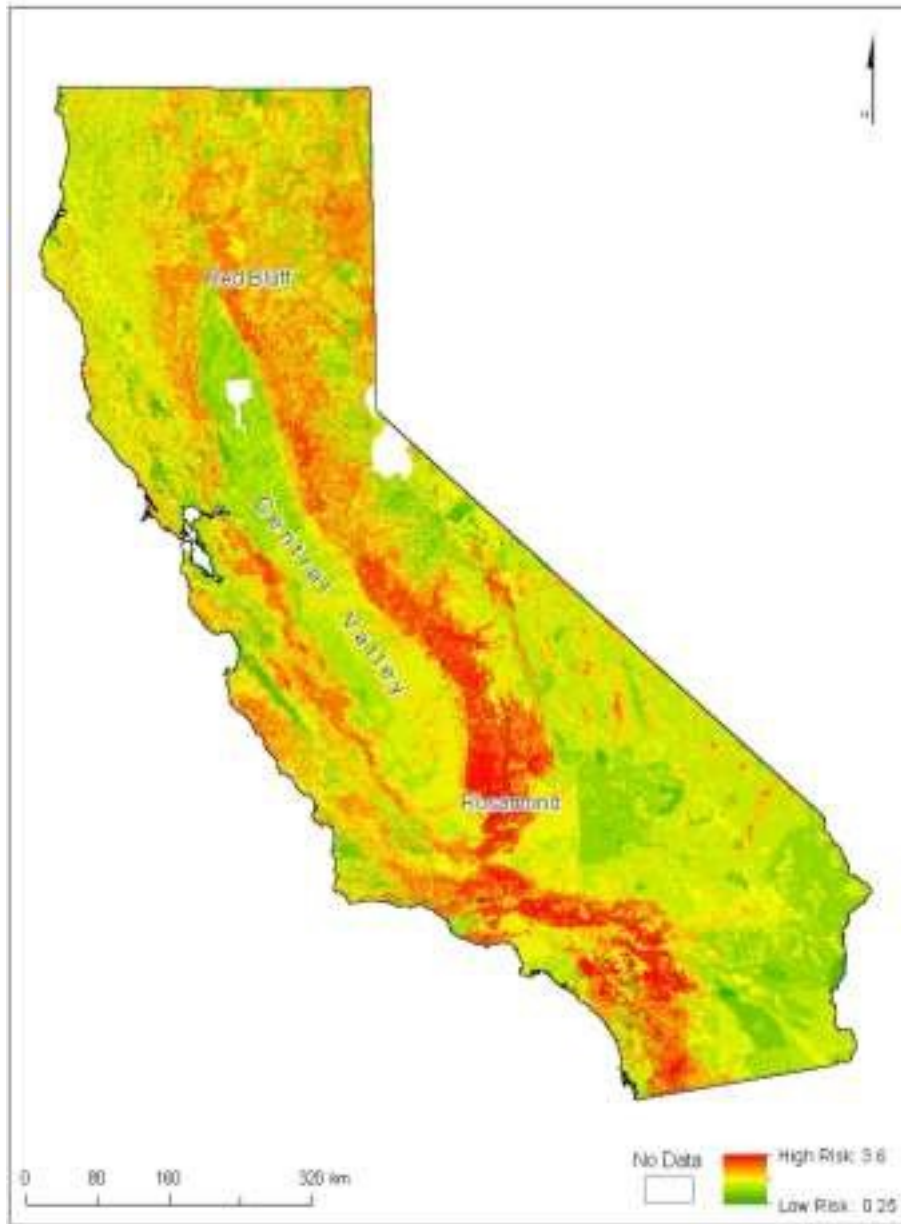 Red Bluff
Central Valley
Rosamond
No Data
High Risk: 3.6
Low Risk: 0.25
0 80 160 320 km